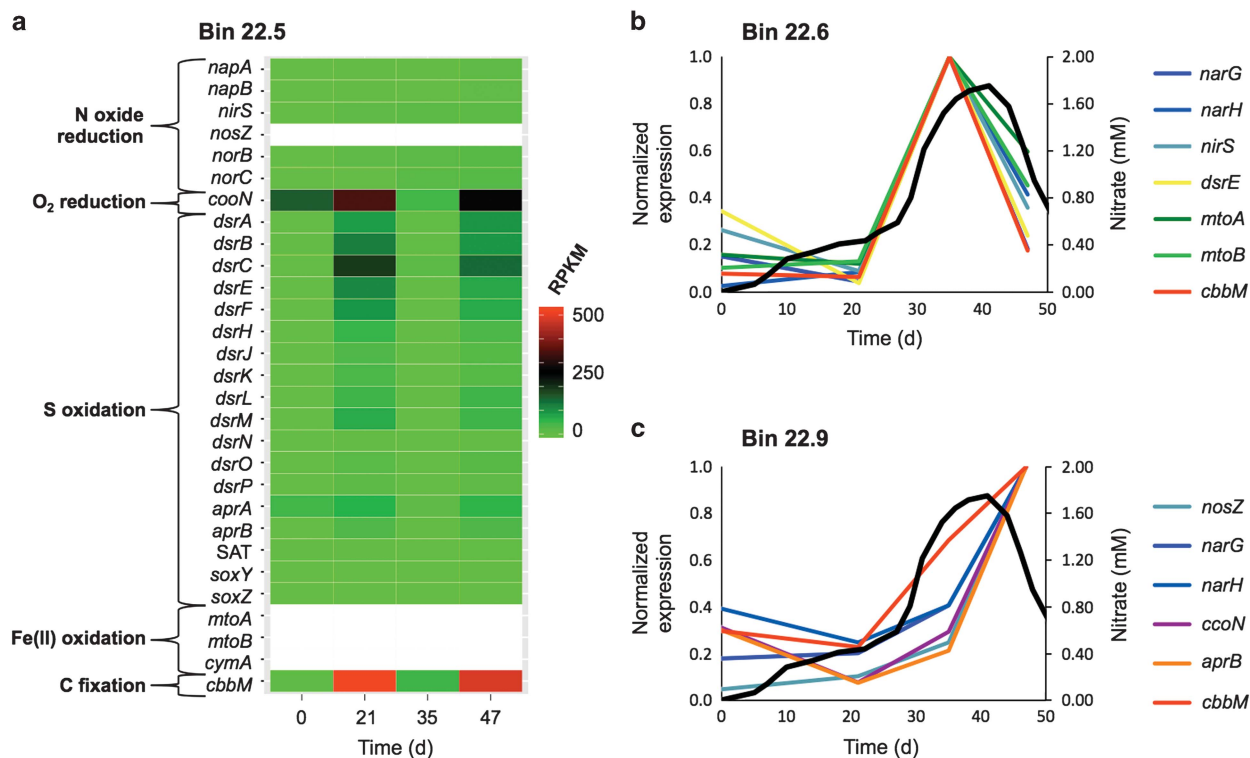 a
Bin 22.5
N oxide
reduction
O2 reduction
S oxidation
Fe(II) oxidation
C fixation
napA
napB
nirS
nosZ
norB
norC
cooN
dsrA
dsrB
dsrC
dsrE
dsrF
dsrH
dsrJ
dsrK
dsrL
dsrM
dsrN
dsrO
dsrP
aprA
aprB
SAT
soxY
soxZ
mtoA
mtoB
cymA
cbbM
0 21 35 47
Time (d)
RPKM
500
250
0
b
Bin 22.6
Normalized
expression
1.0
0.8
0.6
0.4
0.2
0.0
0 10 20 30 40 50
Time (d)
2.00
1.60
1.20
0.80
0.40
0.00
Nitrate (mM)
narG
narH
nirS
dsrE
mtoA
mtoB
cbbM
c
Bin 22.9
Normalized
expression
1.0
0.8
0.6
0.4
0.2
0.0
0 10 20 30 40 50
Time (d)
2.00
1.60
1.20
0.80
0.40
0.00
Nitrate (mM)
nosZ
narG
narH
ccoN
aprB
cbbM